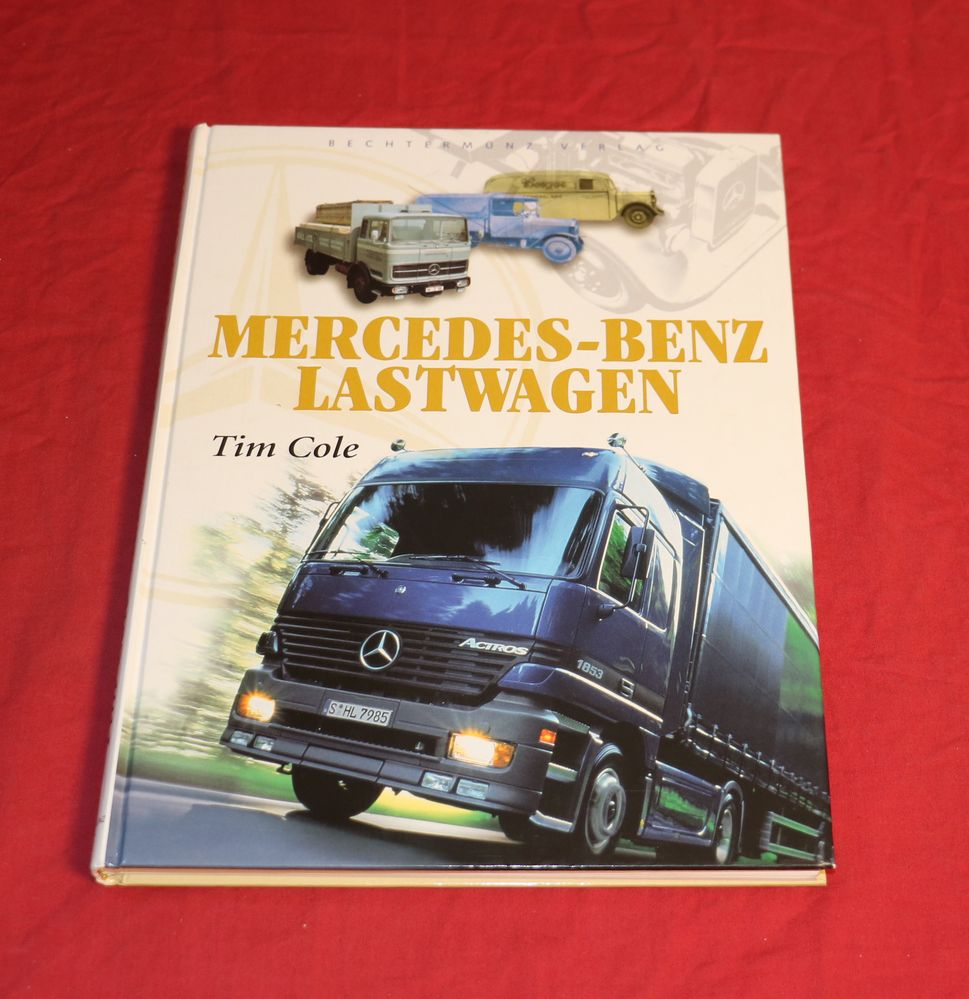 BECHTERMÜNZ VERLAG
MERCEDES-BENZ
LASTWAGEN
Tim Cole
ACTROS
1853
S*HL 7985